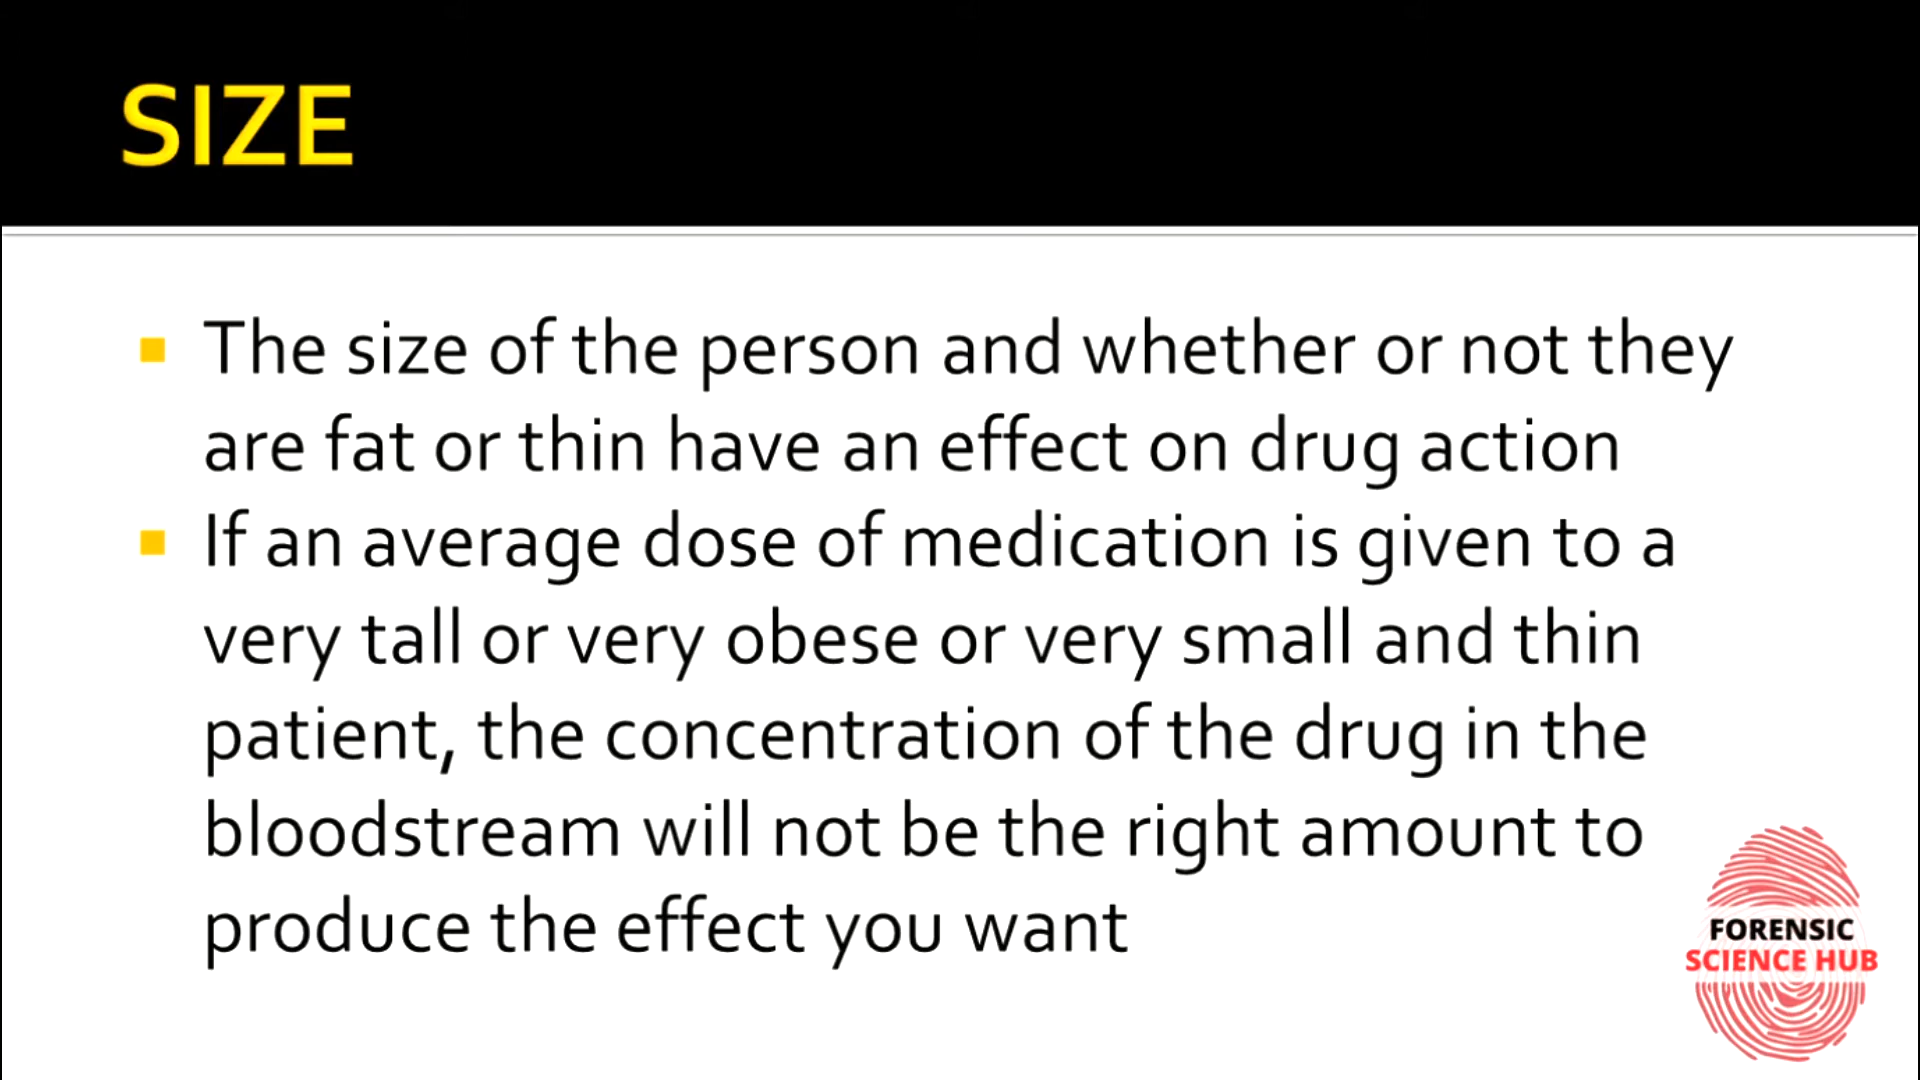 SIZE
The size of the person and whether or not they
are fat or thin have an effect on drug action
If an average dose of medication is given to a
very tall or very obese or very small and thin
patient, the concentration of the drug in the
bloodstream will not be the right amount to
produce the effect you want
FORENSIC
SCIENCE HUB